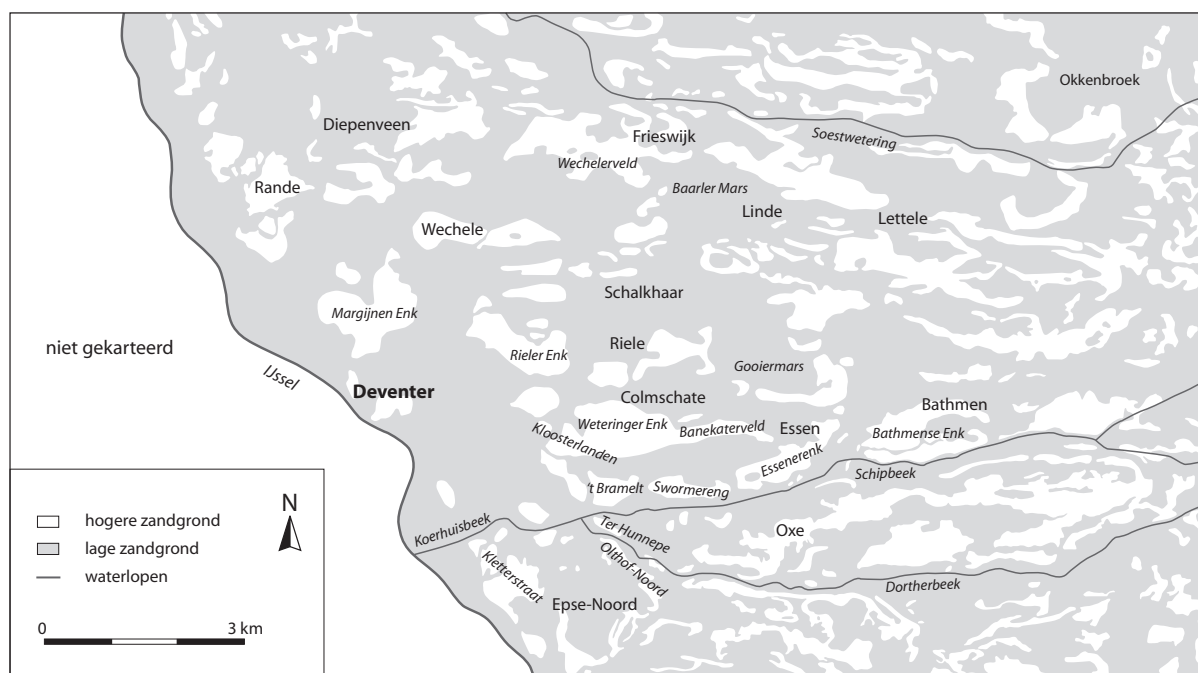 Okkenbroek
Diepenveen
Frieswijk
Soestwetering
Wechelerveld
Rande
Baarler Mars
Linde
Lettele
Wechele
Schalkhaar
Margijnen Enk
niet gekarteerd
Riele
Rieler Enk
Gooiermars
IJssel
Deventer
Colmschate
Bathmen
Weteringer Enk
Banekaterveld
Essen
Bathmense Enk
Kloosterlanden
Essenerenk
Schipbeek
't Bramelt
Swormereng
Koerhuisbeek
Ter Hunnepe
Oxe
Olthof-Noord
Kletterstraat
Dortherbeek
Epse-Noord
N
hogere zandgrond
lage zandgrond
waterlopen
0 3 km